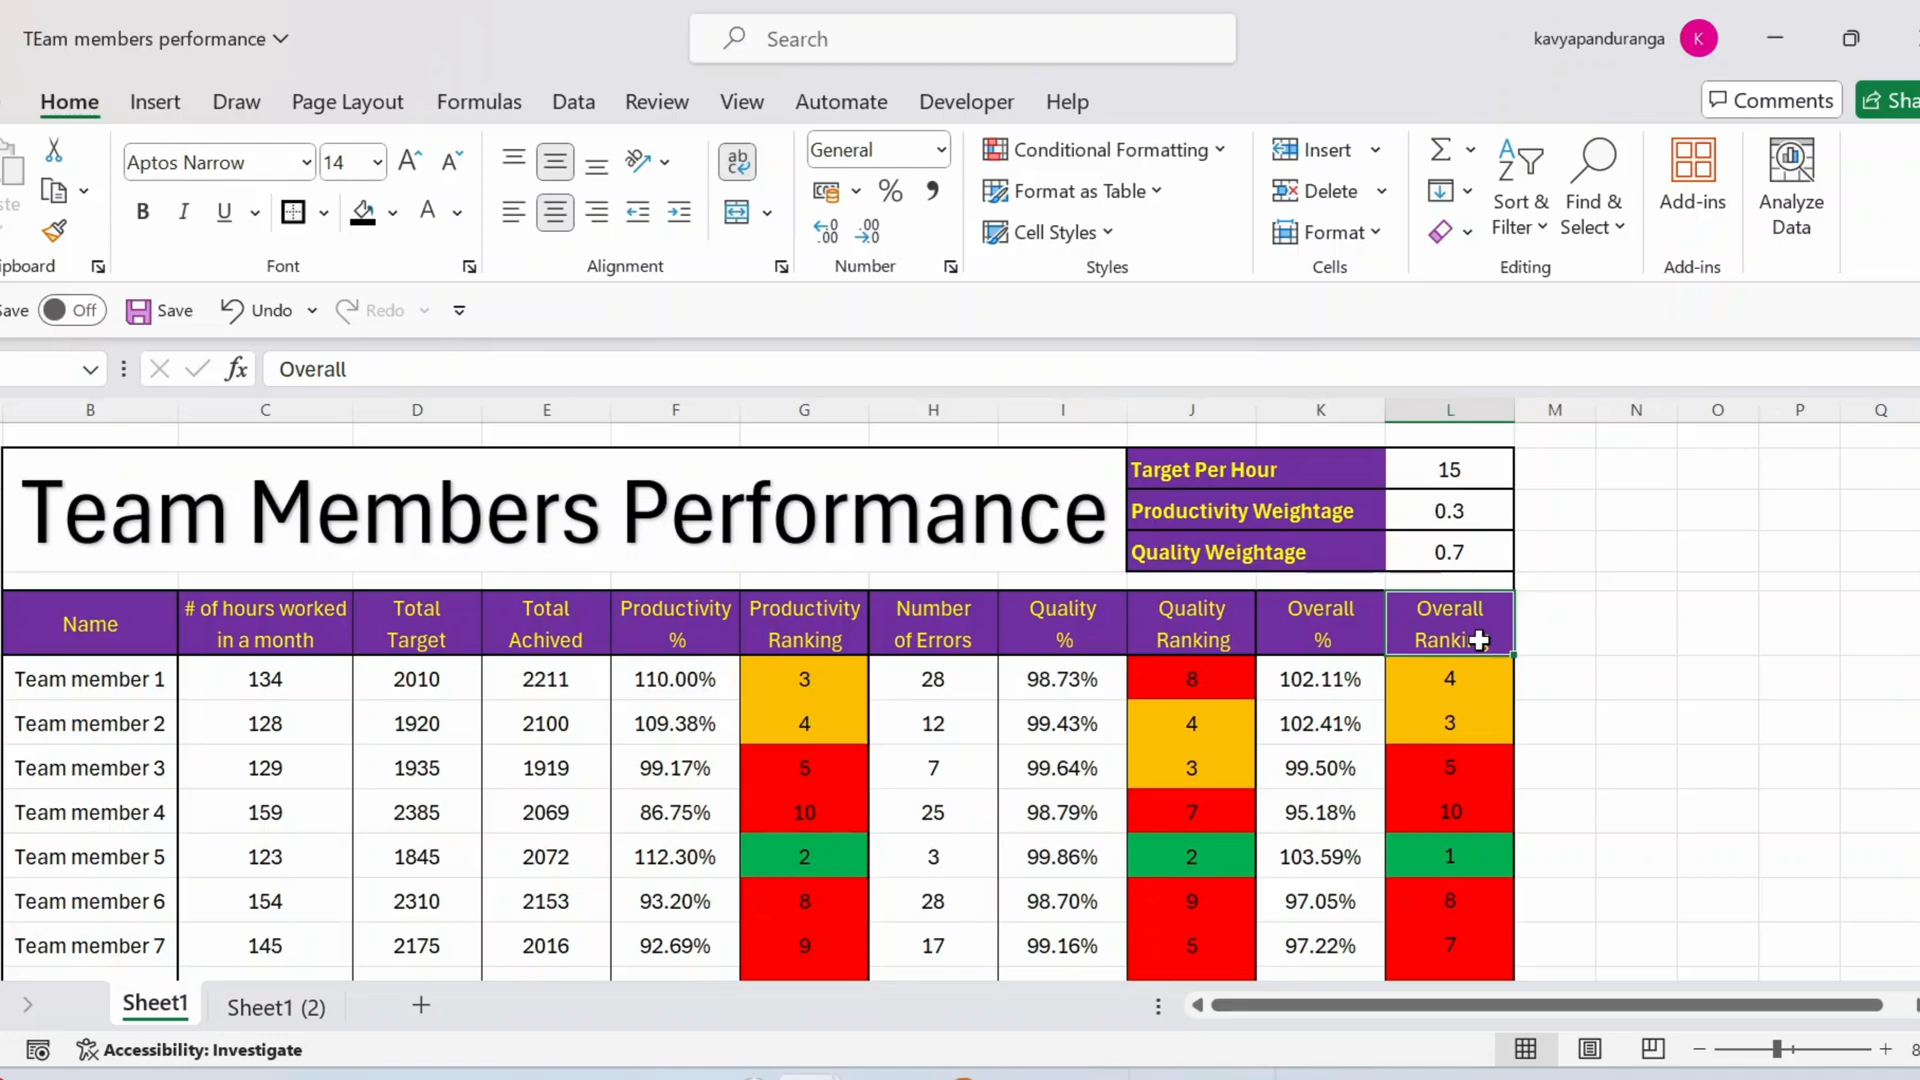 TEam members performance
Search
kavyapanduranga
K
Home Insert Draw Page Layout Formulas Data Review View Automate Developer Help
Comments
Sha
Aptos Narrow 14
B I U
A
ab
General
% ,
Conditional Formatting
Format as Table
Cell Styles
Insert
Delete
Format
Sort & Filter
Find & Select
Add-ins
Analyze Data
ipboard Font Alignment Number Styles Cells Editing Add-ins
ave Off Save Undo Redo
fx Overall
B C D E F G H I J K L M N O P Q
Team Members Performance
Target Per Hour 15
Productivity Weightage 0.3
Quality Weightage 0.7
Name # of hours worked in a month Total Target Total Achived Productivity % Productivity Ranking Number of Errors Quality % Quality Ranking Overall % Overall
Team member 1 134 2010 2211 110.00% 3 28 98.73% 8 102.11% 4
Team member 2 128 1920 2100 109.38% 4 12 99.43% 4 102.41% 3
Team member 3 129 1935 1919 99.17% 5 7 99.64% 3 99.50% 5
Team member 4 159 2385 2069 86.75% 10 25 98.79% 7 95.18% 10
Team member 5 123 1845 2072 112.30% 2 3 99.86% 2 103.59% 1
Team member 6 154 2310 2153 93.20% 8 28 98.70% 9 97.05% 8
Team member 7 145 2175 2016 92.69% 9 17 99.16% 5 97.22% 7
Sheet1 Sheet1 (2)
Accessibility: Investigate
8